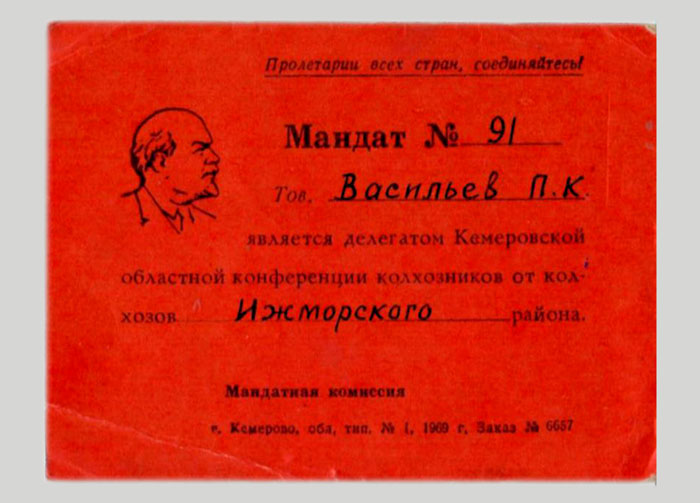 Пролетарии всех стран, соединяйтесь!
Мандат № 91
Тов. Васильев П.К.
является делегатом Кемеровской
областной конференции колхозников от кол-
хозов Ижморского района.
Мандатная комиссия
г. Кемерово, обл, тип. № 1, 1969 г, Заказ № 6657